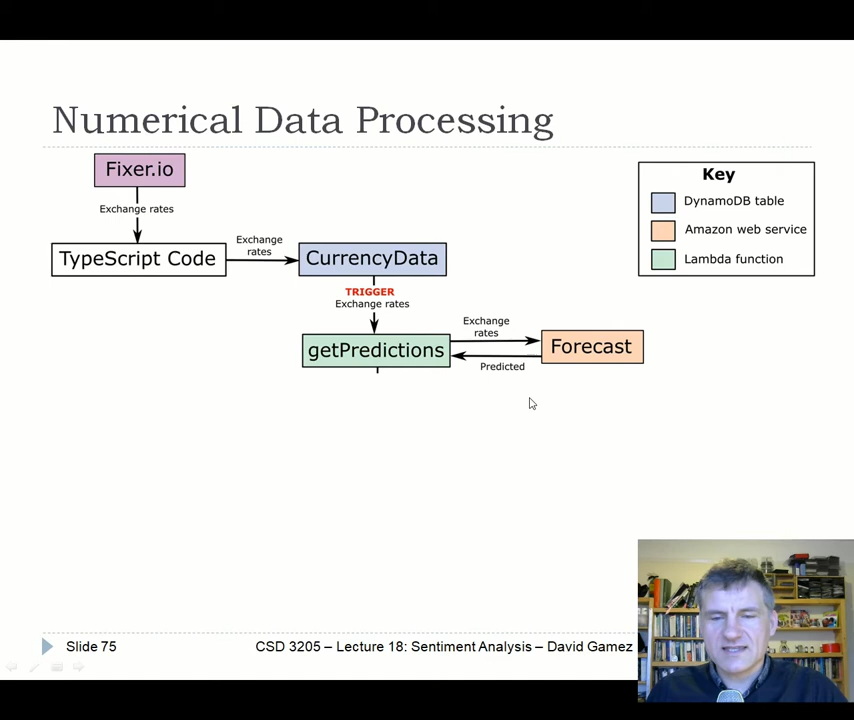 Numerical Data Processing
Fixer.io
Key
Exchange rates
DynamoDB table
Amazon web service
Lambda function
TypeScript Code
Exchange
rates
CurrencyData
TRIGGER
Exchange rates
getPredictions
Exchange
rates
Predicted
Forecast
Slide 75
CSD 3205 – Lecture 18: Sentiment Analysis – David Gamez